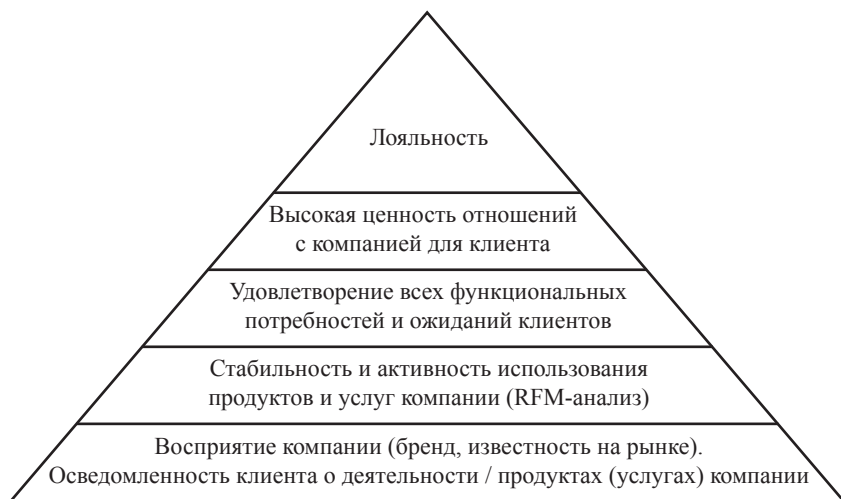 Лояльность
Высокая ценность отношений
с компанией для клиента
Удовлетворение всех функциональных
потребностей и ожиданий клиентов
Стабильность и активность использования
продуктов и услуг компании (RFM-анализ)
Восприятие компании (бренд, известность на рынке).
Осведомленность клиента о деятельности / продуктах (услугах) компании